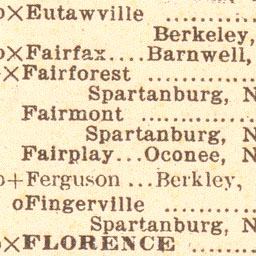 o×Eutawville ..........
Berkeley,
o×Fairfax....Barnwell,
×Fairforest ..........
Spartanburg, N
Fairmont ............
Spartanburg, N
Fairplay....Oconee, N
o+Ferguson ...Berkley,
oFingerville ..........
Spartanburg, N
o×FLORENCE ......